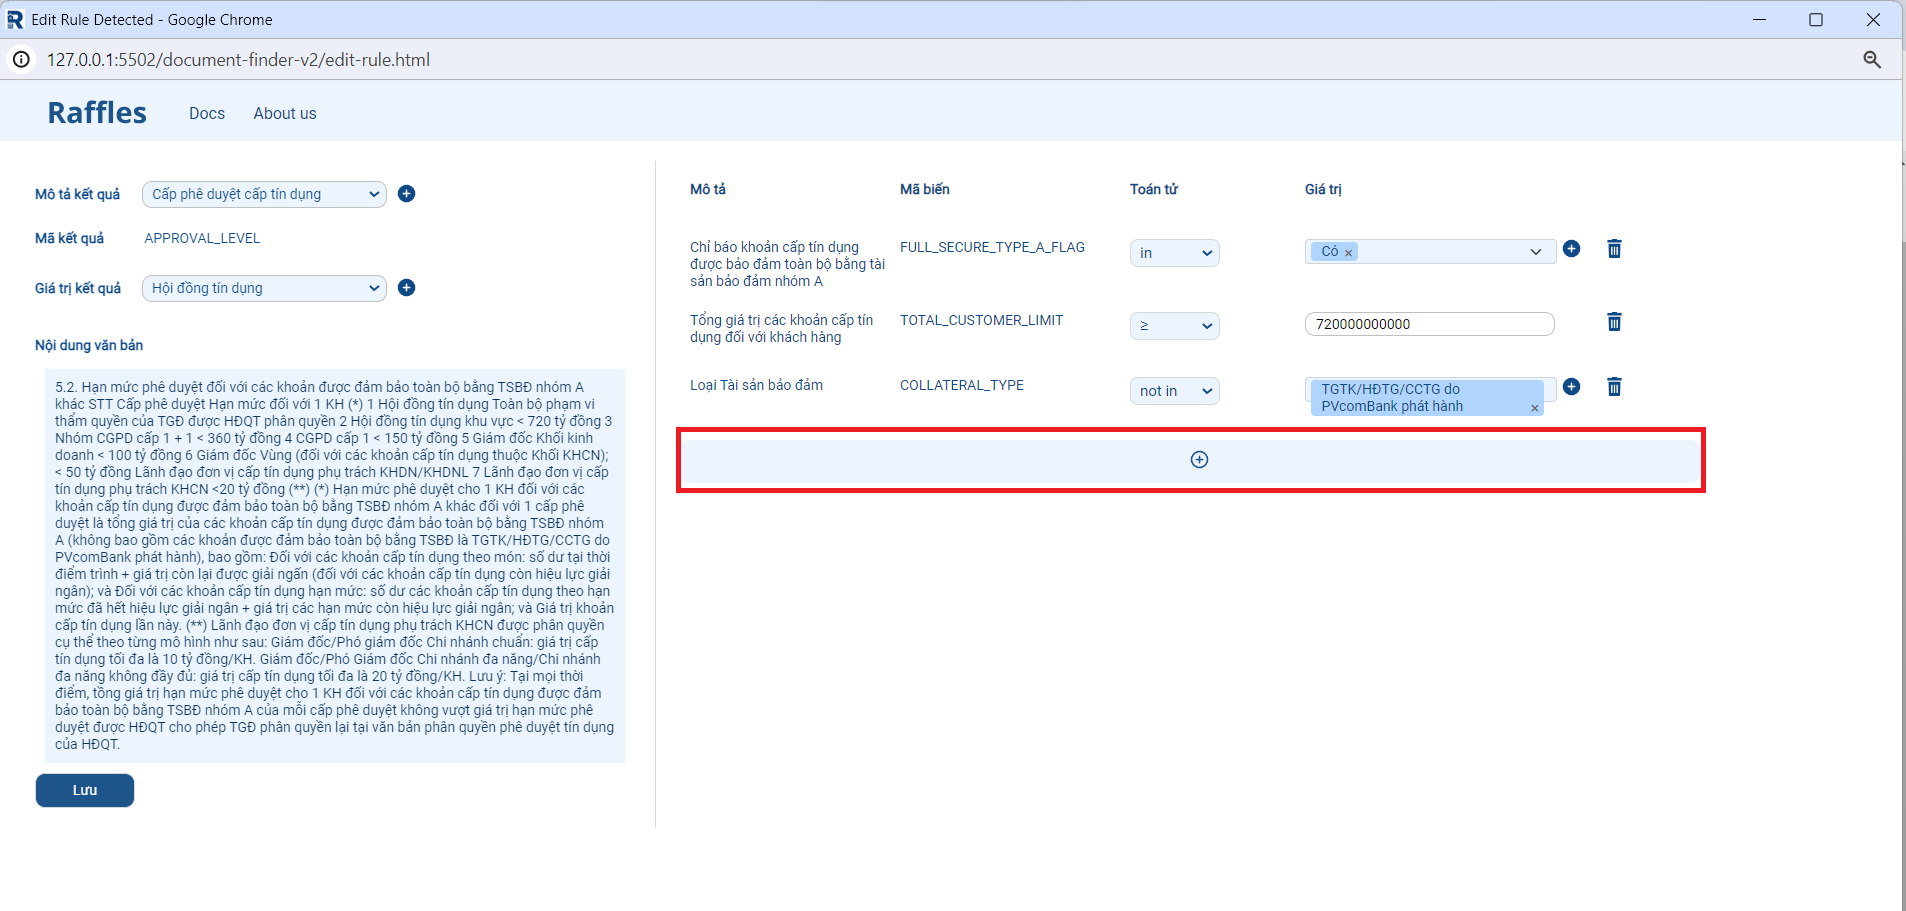 Edit Rule Detected - Google Chrome
127.0.0.1:5502/document-finder-v2/edit-rule.html
Raffles Docs About us
Mô tả kết quả Cấp phê duyệt cấp tín dụng
Mã kết quả APPROVAL_LEVEL
Giá trị kết quả Hội đồng tín dụng
Nội dung văn bản
5.2. Hạn mức phê duyệt đối với các khoản được đảm bảo toàn bộ bằng TSBĐ nhóm A
khác STT Cấp phê duyệt Hạn mức đối với 1 KH (*) 1 Hội đồng tín dụng Toàn bộ phạm vi
thẩm quyền của TGĐ được HĐQT phân quyền 2 Hội đồng tín dụng khu vực < 720 tỷ đồng 3
Nhóm CGPD cấp 1 + 1 < 360 tỷ đồng 4 CGPD cấp 1 < 150 tỷ đồng 5 Giám đốc Khối kinh
doanh < 100 tỷ đồng 6 Giám đốc Vùng (đối với các khoản cấp tín dụng thuộc Khối KHCN);
< 50 tỷ đồng Lãnh đạo đơn vị cấp tín dụng phụ trách KHDN/KHDNL 7 Lãnh đạo đơn vị cấp
tín dụng phụ trách KHCN <20 tỷ đồng (**) (*) Hạn mức phê duyệt cho 1 KH đối với các
khoản cấp tín dụng được đảm bảo toàn bộ bằng TSBĐ nhóm A khác đối với 1 cấp phê
duyệt là tổng giá trị của các khoản cấp tín dụng được đảm bảo toàn bộ bằng TSBĐ nhóm
A (không bao gồm các khoản được đảm bảo toàn bộ bằng TSBĐ là TGTK/HĐTG/CCTG do
PVcomBank phát hành), bao gồm: Đối với các khoản cấp tín dụng theo món: số dư tại thời
điểm trình + giá trị còn lại được giải ngấn (đối với các khoản cấp tín dụng còn hiệu lực giải
ngân); và Đối với các khoản cấp tín dụng hạn mức: số dư các khoản cấp tín dụng theo hạn
mức đã hết hiệu lực giải ngân + giá trị các hạn mức còn hiệu lực giải ngân; và Giá trị khoản
cấp tín dụng lần này. (**) Lãnh đạo đơn vị cấp tín dụng phụ trách KHCN được phân quyền
cụ thể theo từng mô hình như sau: Giám đốc/Phó giám đốc Chi nhánh chuẩn: giá trị cấp
tín dụng tối đa là 10 tỷ đồng/KH. Giám đốc/Phó Giám đốc Chi nhánh đa năng/Chi nhánh
đa năng không đầy đủ: giá trị cấp tín dụng tối đa là 20 tỷ đồng/KH. Lưu ý: Tại mọi thời
điểm, tổng giá trị hạn mức phê duyệt cho 1 KH đối với các khoản cấp tín dụng được đảm
bảo toàn bộ bằng TSBĐ nhóm A của mỗi cấp phê duyệt không vượt giá trị hạn mức phê
duyệt được HĐQT cho phép TGĐ phân quyền lại tại văn bản phân quyền phê duyệt tín dụng
của HĐQT.
Lưu
Mô tả Mã biến Toán tử Giá trị
Chỉ báo khoản cấp tín dụng
được bảo đảm toàn bộ bằng tài
sản bảo đảm nhóm A
FULL_SECURE_TYPE_A_FLAG in Có ×
Tổng giá trị các khoản cấp tín
dụng đối với khách hàng
TOTAL_CUSTOMER_LIMIT ≥ 720000000000
Loại Tài sản bảo đảm COLLATERAL_TYPE not in TGTK/HĐTG/CCTG do
PVcomBank phát hành ×